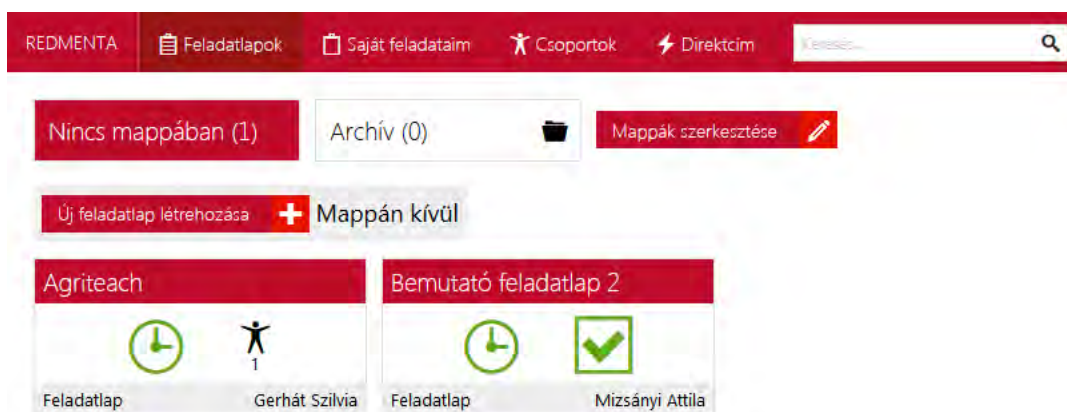 REDMENTA Feladatlapok Saját feladataim Csoportok Direktcím Keresés...
Nincs mappában (1) Archív (0) Mappák szerkesztése
Új feladatlap létrehozása Mappán kívül
Agriteach Bemutató feladatlap 2
1
Feladatlap Gerhát Szilvia Feladatlap Mizsányi Attila